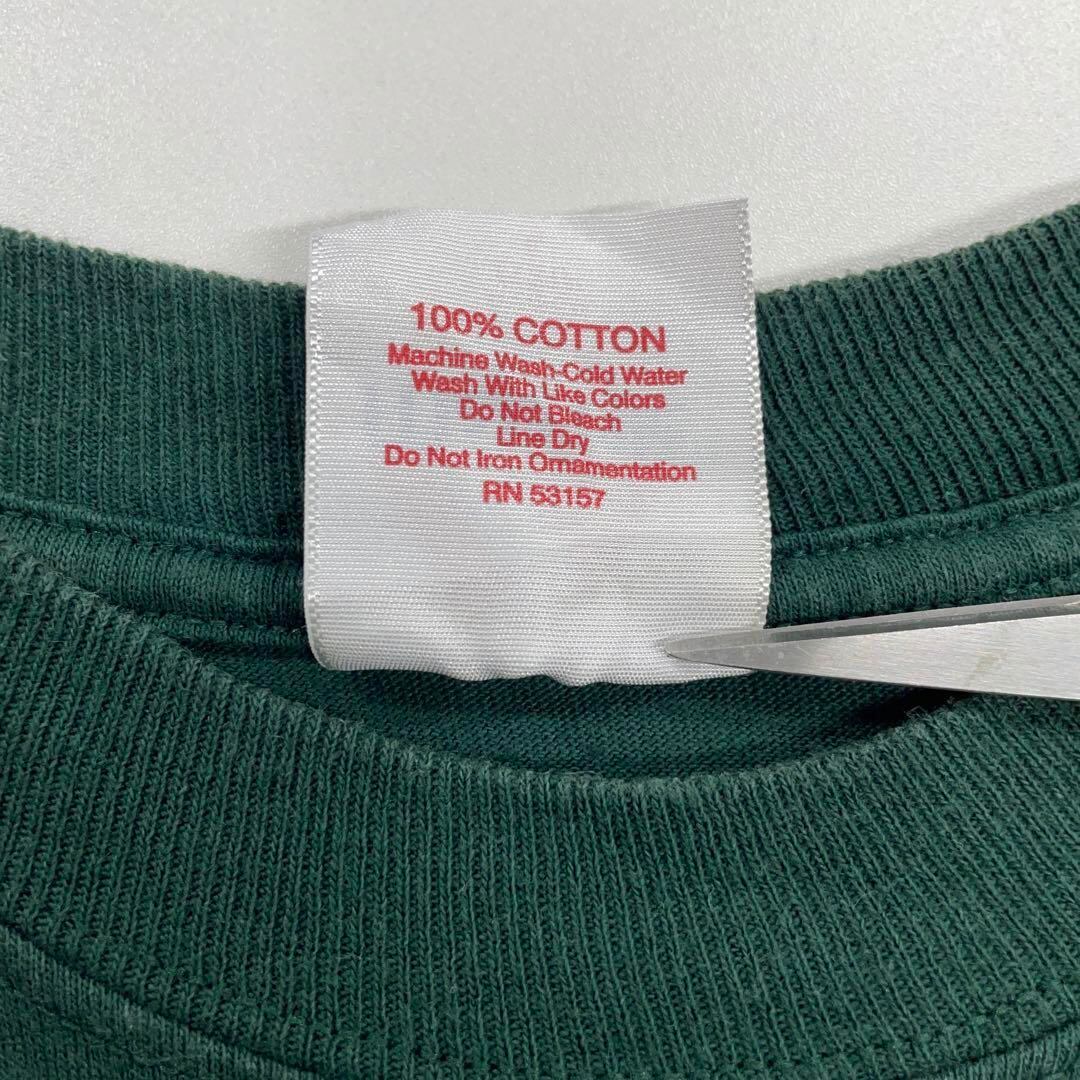 100% COTTON
Machine Wash-Cold Water
Wash With Like Colors
Do Not Bleach
Line Dry
Do Not Iron Ornamentation
RN 53157